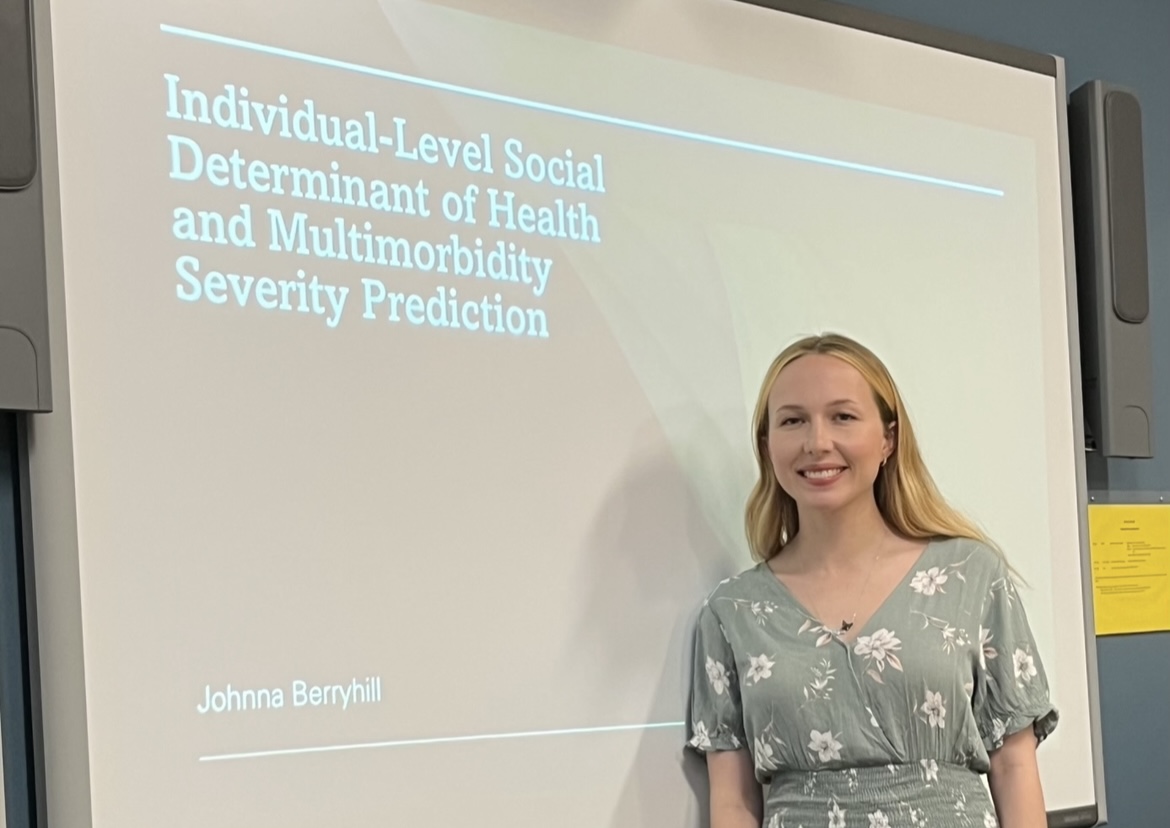 Individual-Level Social
Determinant of Health
and Multimorbidity
Severity Prediction
Johnna Berryhill